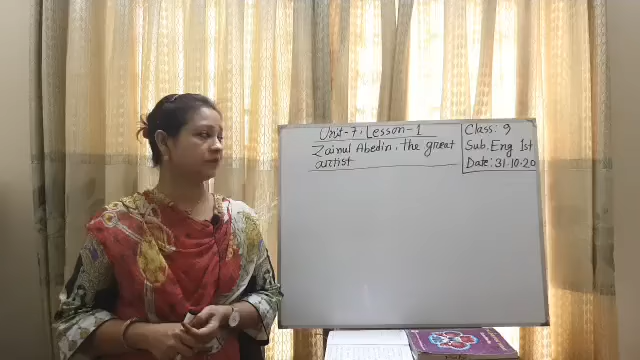 Unit-7, Lesson-1
Zainul Abedin, the great
artist
Class: 9
Sub. Eng 1st
Date: 31.10.20